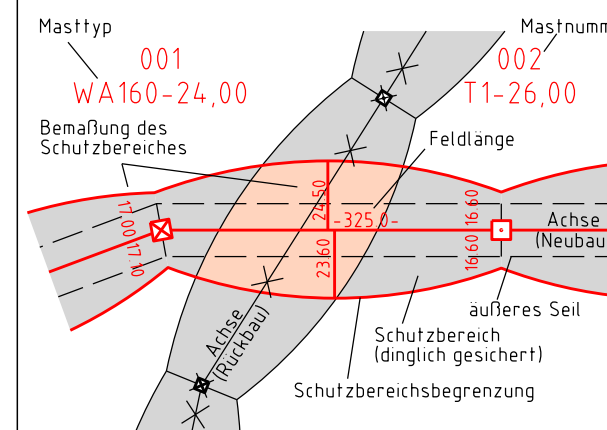 Masttyp
Mastnumm
001
002
WA160-24,00
T1-26,00
Bemaßung des
Schutzbereiches
Feldlänge
17.00
17.10
24.50
-325.0-
23.60
16.60
16.60
Achse
(Neubau
äußeres Seil
Achse
(Rückbau)
Schutzbereich
(dinglich gesichert)
Schutzbereichsbegrenzung